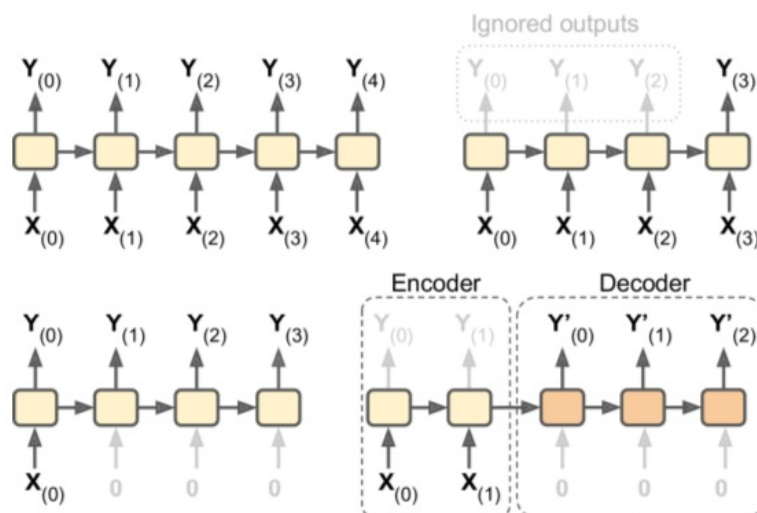 Ignored outputs
Y(0) Y(1) Y(2) Y(3) Y(4) Y(0) Y(1) Y(2) Y(3)
X(0) X(1) X(2) X(3) X(4) X(0) X(1) X(2) X(3)
Encoder Decoder
Y(0) Y(1) Y(2) Y(3) Y(0) Y(1) Y'(0) Y'(1) Y'(2)
X(0) 0 0 0 X(0) X(1) 0 0 0